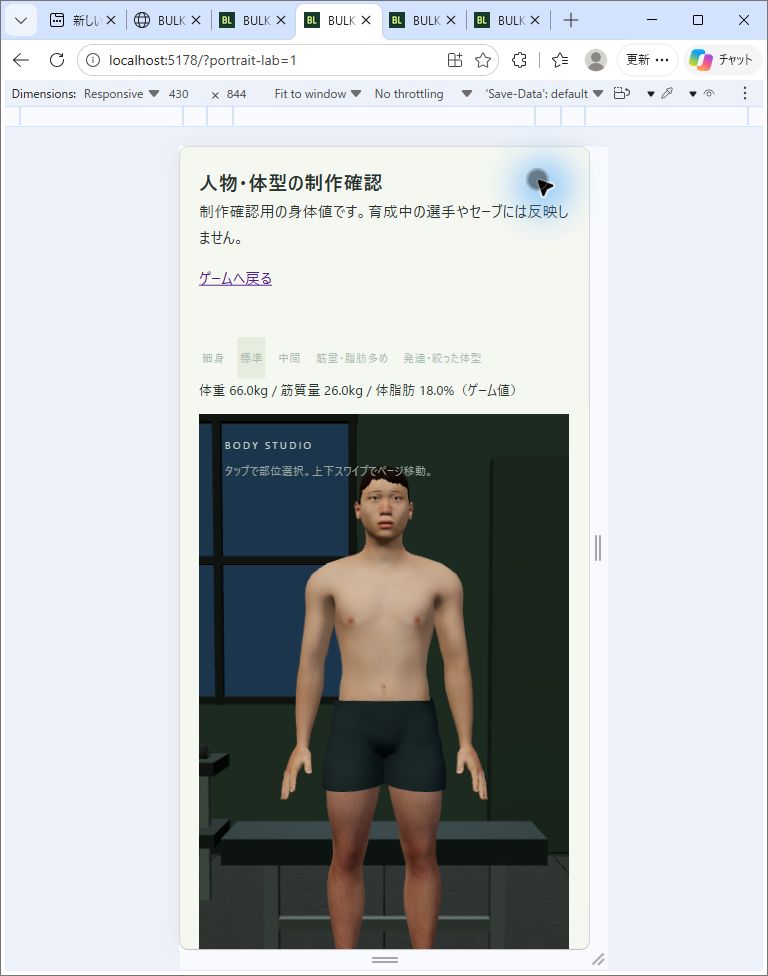 新しい
BULK
BL BULK
BL BULK
BL BULK
BL BULK
localhost:5178/?portrait-lab=1
更新
チャット
Dimensions: Responsive 430 × 844 Fit to window No throttling 'Save-Data': default
人物・体型の制作確認
制作確認用の身体値です。育成中の選手やセーブには反映し
ません。
ゲームへ戻る
細身 標準 中間 筋量・脂肪多め 発達・絞った体型
体重 66.0kg / 筋質量 26.0kg / 体脂肪 18.0%（ゲーム値）
BODY STUDIO
タップで部位選択。上下スワイプでページ移動。